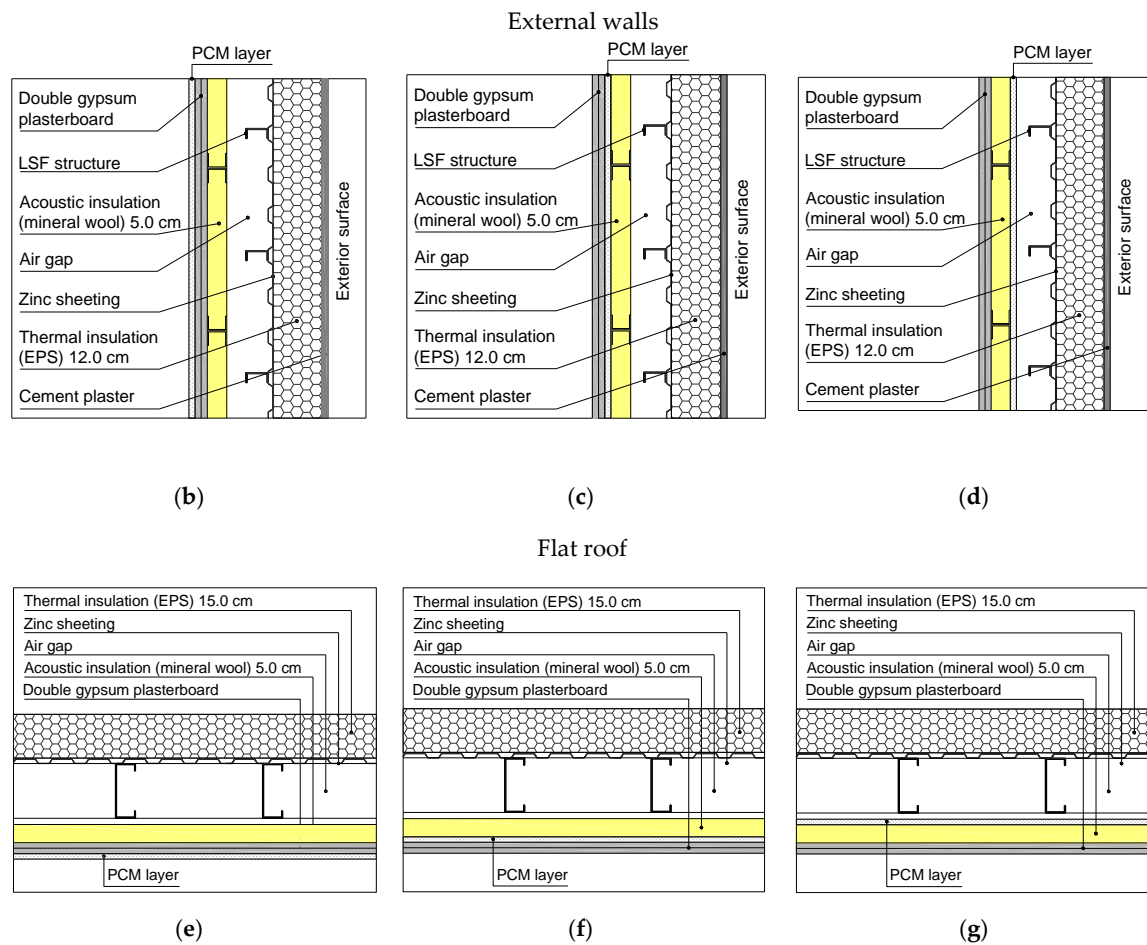 External walls
PCM layer
Double gypsum
plasterboard
LSF structure
Acoustic insulation
(mineral wool) 5.0 cm
Air gap
Zinc sheeting
Thermal insulation
(EPS) 12.0 cm
Cement plaster
Exterior surface
(b)
PCM layer
Double gypsum
plasterboard
LSF structure
Acoustic insulation
(mineral wool) 5.0 cm
Air gap
Zinc sheeting
Thermal insulation
(EPS) 12.0 cm
Cement plaster
Exterior surface
(c)
PCM layer
Double gypsum
plasterboard
LSF structure
Acoustic insulation
(mineral wool) 5.0 cm
Air gap
Zinc sheeting
Thermal insulation
(EPS) 12.0 cm
Cement plaster
Exterior surface
(d)
Flat roof
Thermal insulation (EPS) 15.0 cm
Zinc sheeting
Air gap
Acoustic insulation (mineral wool) 5.0 cm
Double gypsum plasterboard
PCM layer
(e)
Thermal insulation (EPS) 15.0 cm
Zinc sheeting
Air gap
Acoustic insulation (mineral wool) 5.0 cm
Double gypsum plasterboard
PCM layer
(f)
Thermal insulation (EPS) 15.0 cm
Zinc sheeting
Air gap
Acoustic insulation (mineral wool) 5.0 cm
Double gypsum plasterboard
PCM layer
(g)